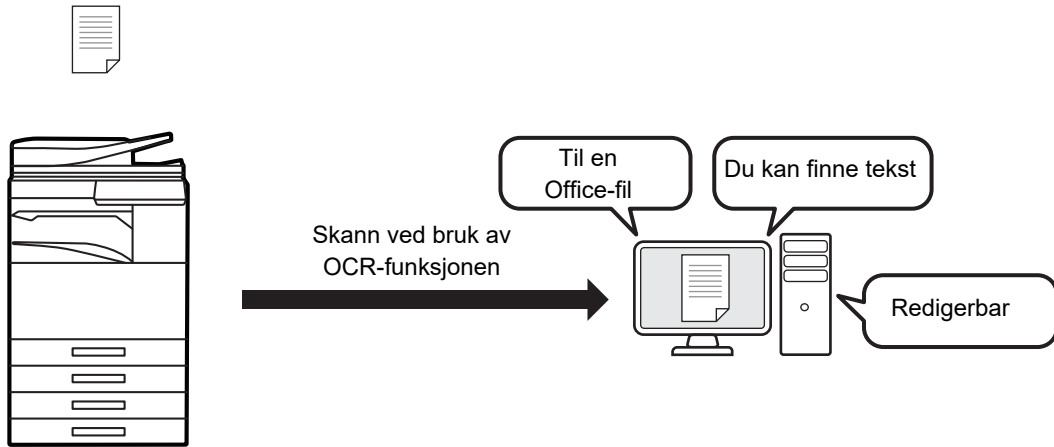 Til en
Office-fil
Du kan finne tekst
Skann ved bruk av
OCR-funksjonen
Redigerbar